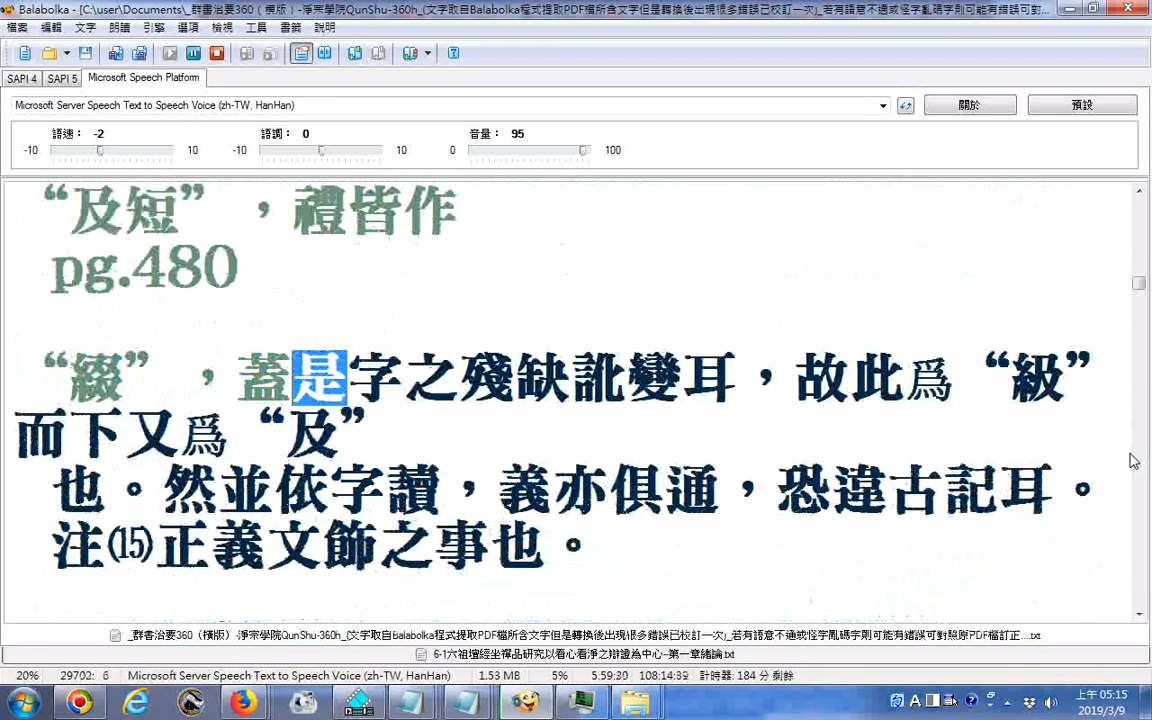 Balabolka - [C:\user\Documents\_群書治要360（橫版）-淨宗學院QunShu-360h_(文字取自Balabolka程式提取PDF檔所含文字但是轉換後出現很多錯誤已校訂一次)_若有語意不通或怪字亂碼字則可能有錯誤可對...
檔案 編輯 文字 朗讀 引擎 選項 檢視 工具 書籤 說明
SAPI 4 SAPI 5 Microsoft Speech Platform
Microsoft Server Speech Text to Speech Voice (zh-TW, HanHan) 關於 預設
語速： -2 語調： 0 音量： 95
-10 10 -10 10 0 100
“及短”，禮皆作
pg.480
“綴”，蓋是字之殘缺訛變耳，故此爲“級”
而下又爲“及”
也。然並依字讀，義亦俱通，恐違古記耳。
注⒂正義文飾之事也。
_群書治要360（橫版）-淨宗學院QunShu-360h_(文字取自Balabolka程式提取PDF檔所含文字但是轉換後出現很多錯誤已校訂一次)_若有語意不通或怪字亂碼字則可能有錯誤可對照原PDF檔訂正....txt
6-1六祖壇經坐禪品研究以看心看淨之辯證為中心--第一章緒論.txt
20% 29702: 6 Microsoft Server Speech Text to Speech Voice (zh-TW, HanHan) 1.53 MB 5% 5:59:30 108:14:39 計時器: 184 分 剩餘
上午 05:15
2019/3/9